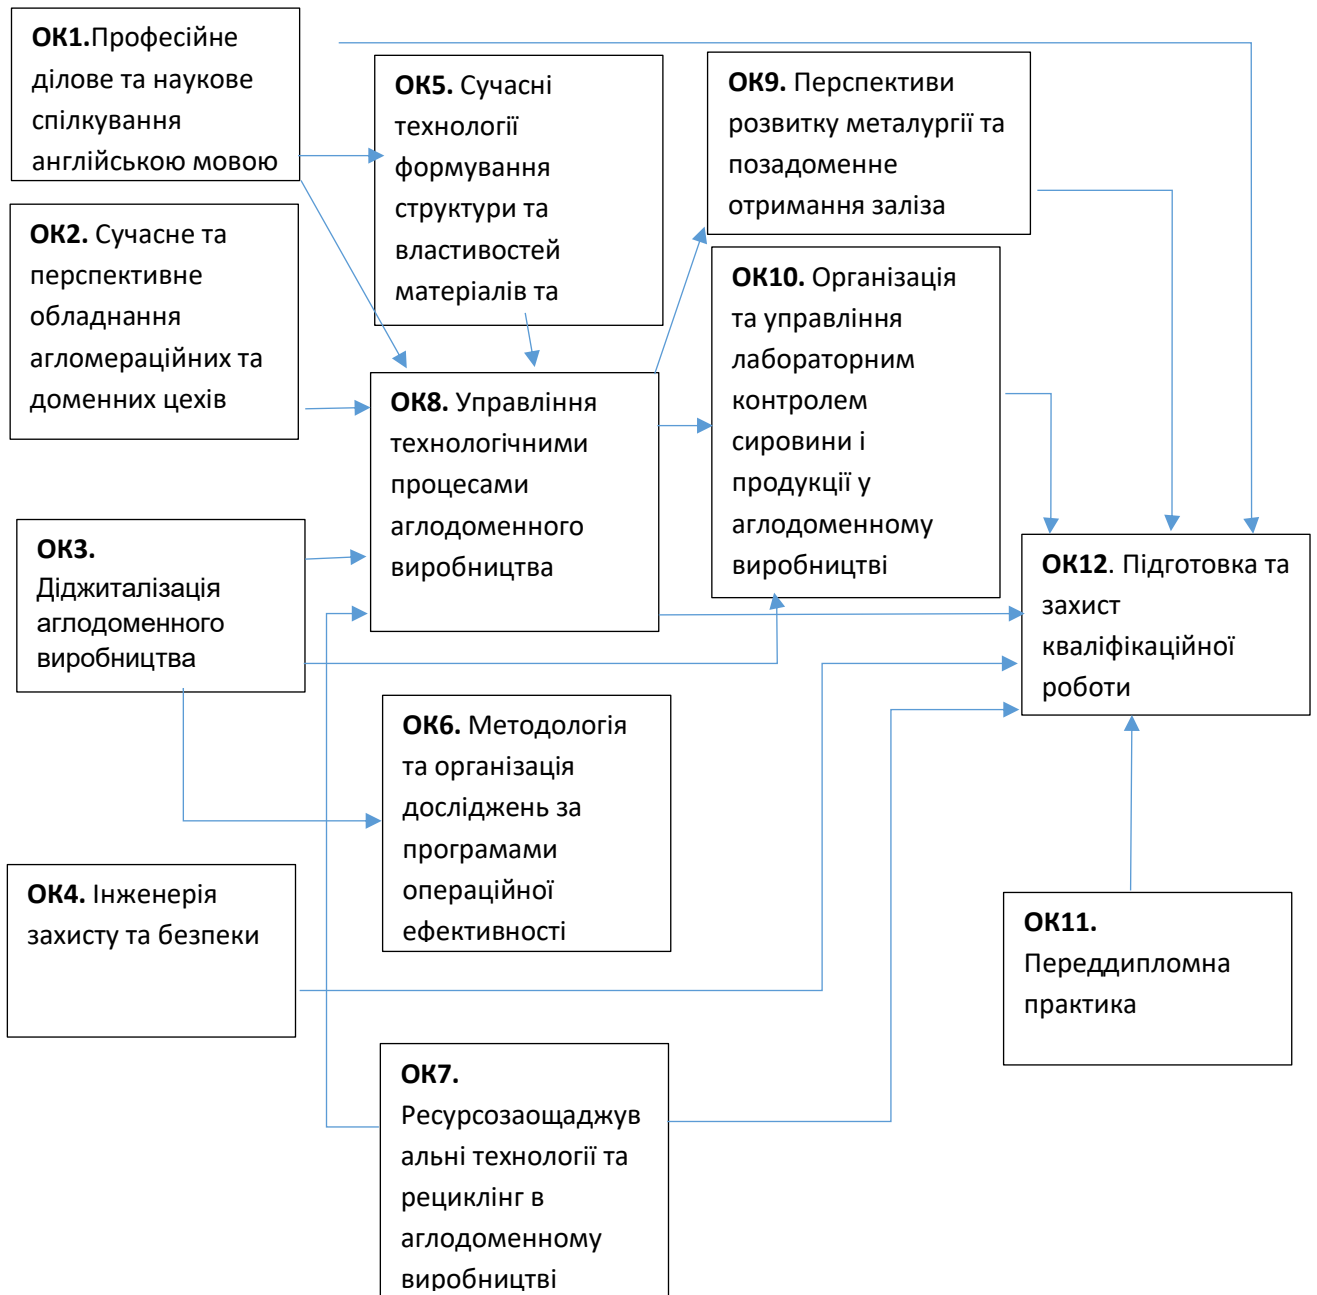 ОК1.Професійне
ділове та наукове
спілкування
англійською мовою
ОК2. Сучасне та
перспективне
обладнання
агломераційних та
доменних цехів
ОК3.
Діджиталізація
аглодоменного
виробництва
ОК4. Інженерія
захисту та безпеки
ОК5. Сучасні
технології
формування
структури та
властивостей
матеріалів та
ОК8. Управління
технологічними
процесами
аглодоменного
виробництва
ОК6. Методологія
та організація
досліджень за
програмами
операційної
ефективності
ОК7.
Ресурсозаощаджув
альні технології та
рециклінг в
аглодоменному
виробництві
ОК9. Перспективи
розвитку металургії та
позадоменне
отримання заліза
ОК10. Організація
та управління
лабораторним
контролем
сировини і
продукції у
аглодоменному
виробництві
ОК12. Підготовка та
захист
кваліфікаційної
роботи
ОК11.
Переддипломна
практика